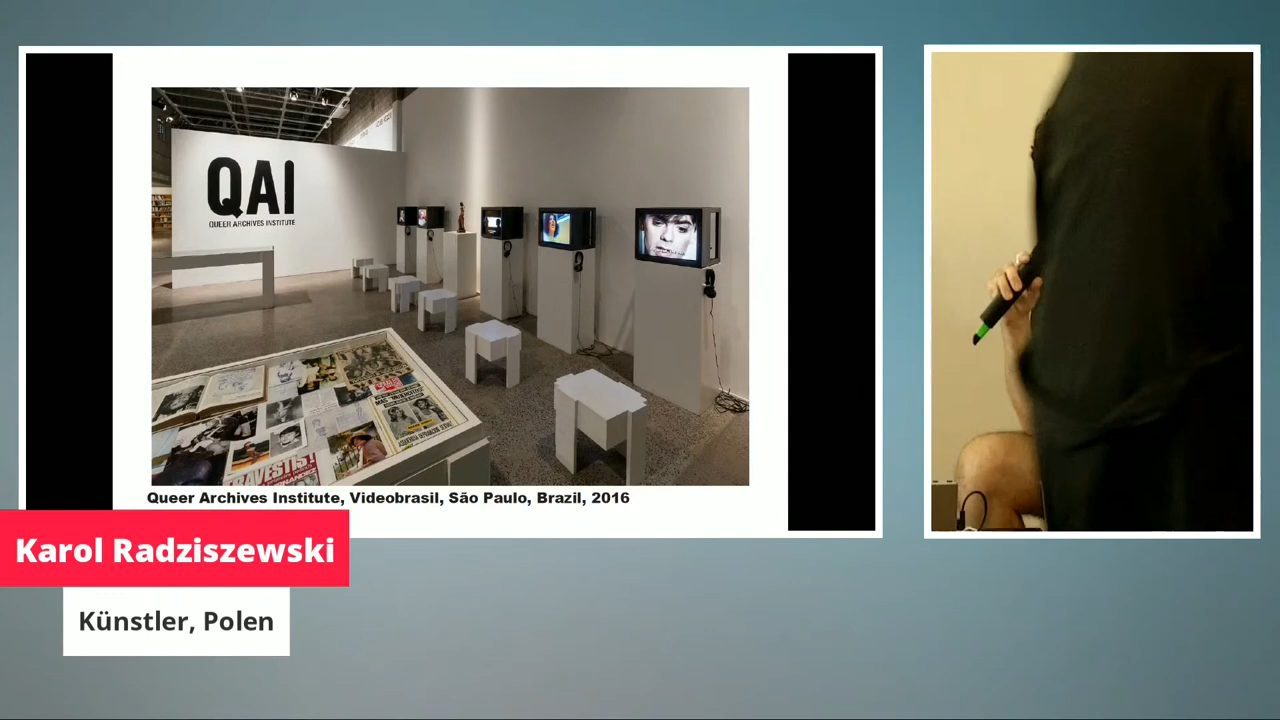 QAI
QUEER ARCHIVES INSTITUTE
TRAVESTIS!
Queer Archives Institute, Videobrasil, São Paulo, Brazil, 2016
Karol Radziszewski
Künstler, Polen